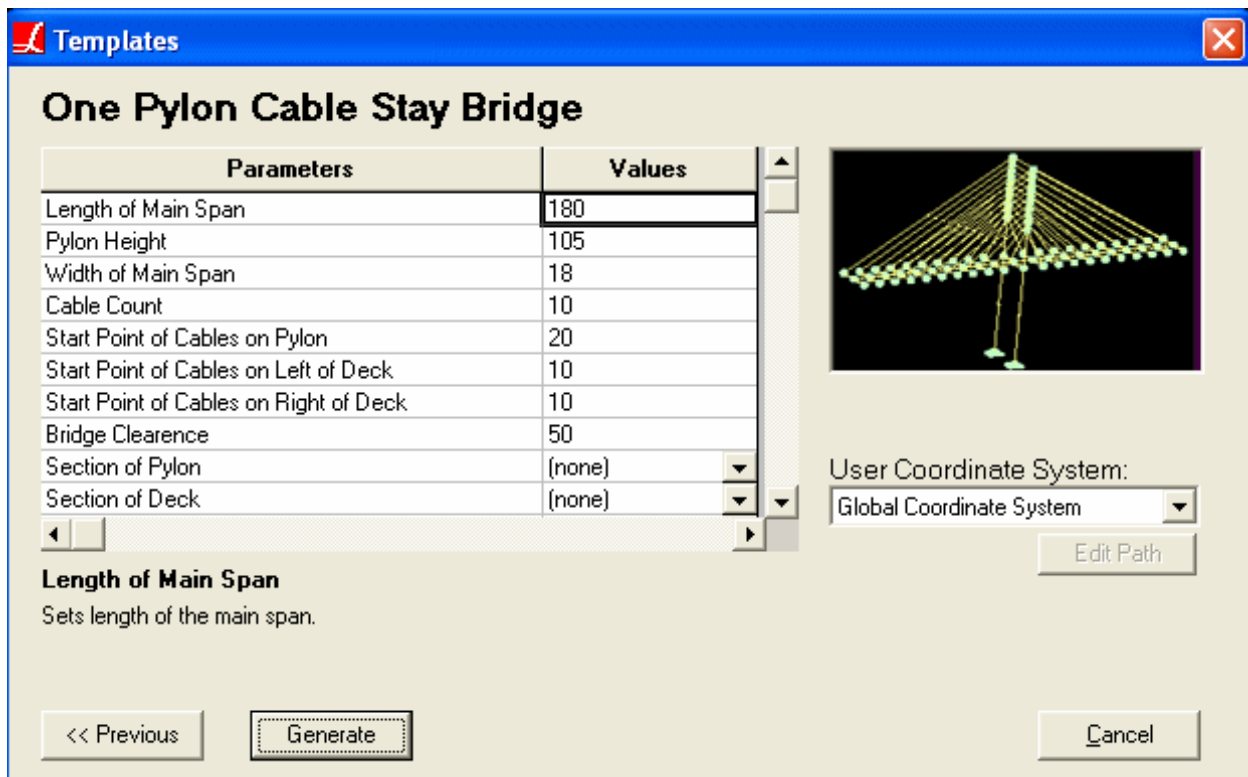 Templates
One Pylon Cable Stay Bridge
Parameters Values
Length of Main Span 180
Pylon Height 105
Width of Main Span 18
Cable Count 10
Start Point of Cables on Pylon 20
Start Point of Cables on Left of Deck 10
Start Point of Cables on Right of Deck 10
Bridge Clearence 50
Section of Pylon (none)
Section of Deck (none)
User Coordinate System:
Global Coordinate System
Edit Path
Length of Main Span
Sets length of the main span.
<< Previous Generate Cancel